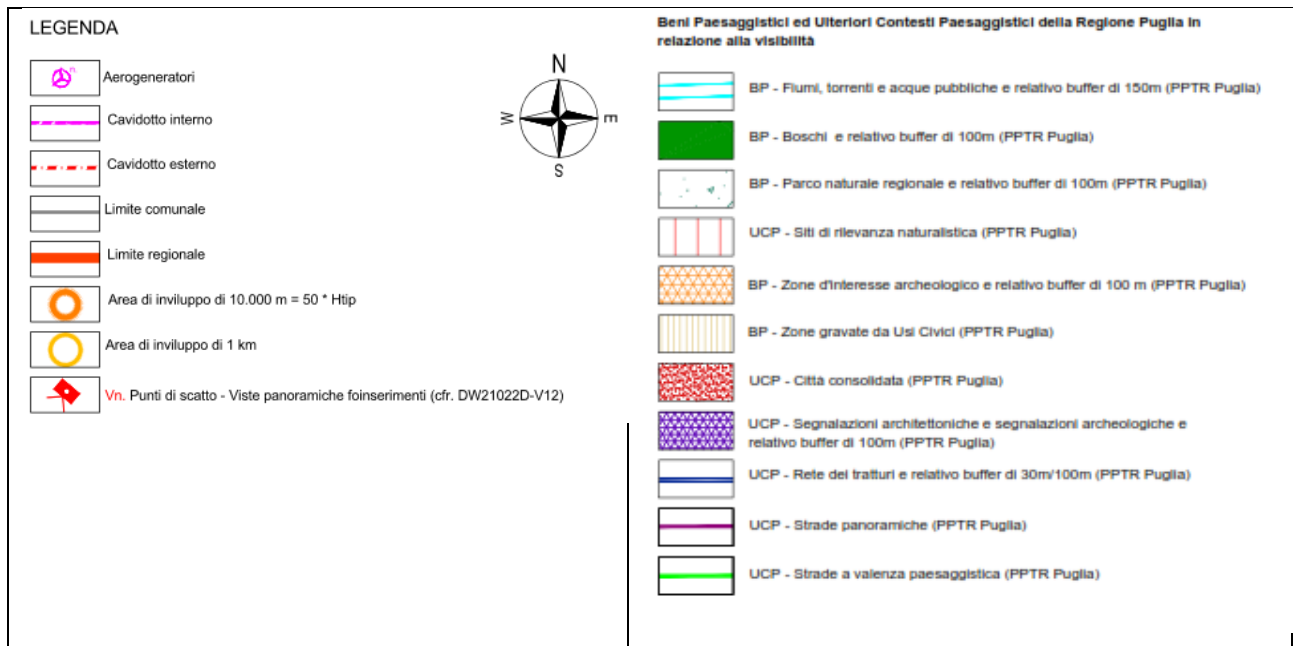 LEGENDA
n.
Aerogeneratori
Cavidotto interno
Cavidotto esterno
Limite comunale
Limite regionale
Area di inviluppo di 10.000 m = 50 * Htip
Area di inviluppo di 1 km
Vn. Punti di scatto - Viste panoramiche foinserimenti (cfr. DW21022D-V12)
N
W
E
S
Beni Paesaggistici ed Ulteriori Contesti Paesaggistici della Regione Puglia in
relazione alla visibilità
BP - Fiumi, torrenti e acque pubbliche e relativo buffer di 150m (PPTR Puglia)
BP - Boschi e relativo buffer di 100m (PPTR Puglia)
BP - Parco naturale regionale e relativo buffer di 100m (PPTR Puglia)
UCP - Siti di rilevanza naturalistica (PPTR Puglia)
BP - Zone d'interesse archeologico e relativo buffer di 100 m (PPTR Puglia)
BP - Zone gravate da Usi Civici (PPTR Puglia)
UCP - Città consolidata (PPTR Puglia)
UCP - Segnalazioni architettoniche e segnalazioni archeologiche e
relativo buffer di 100m (PPTR Puglia)
UCP - Rete dei tratturi e relativo buffer di 30m/100m (PPTR Puglia)
UCP - Strade panoramiche (PPTR Puglia)
UCP - Strade a valenza paesaggistica (PPTR Puglia)